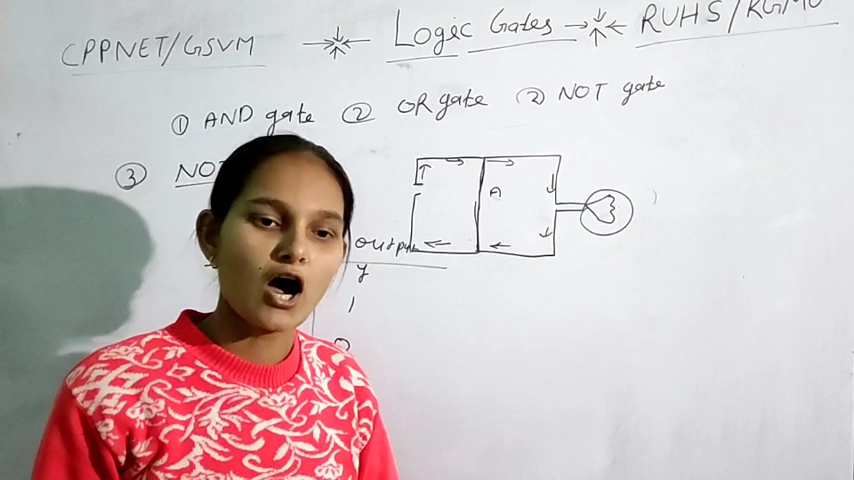 CPPNET/GSVM Logic Gates RUHS/KGMU
① AND gate ② OR gate ② NOT gate
③ NOT
A
output
y
1
0